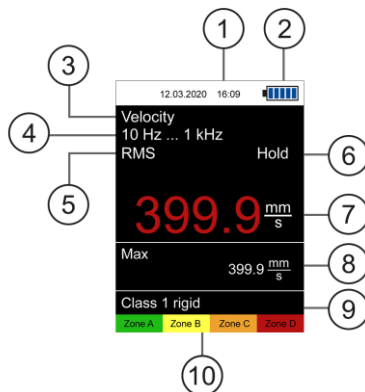 1
2
12.03.2020 16:09
3
Velocity
4
10 Hz ... 1 kHz
5
RMS
Hold
6
399.9 mm/s
7
Max
399.9 mm/s
8
Class 1 rigid
9
Zone A Zone B Zone C Zone D
10